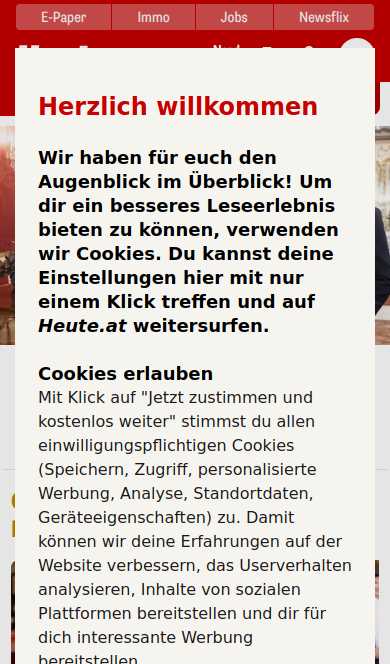 E-Paper
Immo
Jobs
Newsflix
Herzlich willkommen
Wir haben für euch den
Augenblick im Überblick! Um
dir ein besseres Leseerlebnis
bieten zu können, verwenden
wir Cookies. Du kannst deine
Einstellungen hier mit nur
einem Klick treffen und auf
Heute.at weitersurfen.
Cookies erlauben
Mit Klick auf "Jetzt zustimmen und
kostenlos weiter" stimmst du allen
einwilligungspflichtigen Cookies
(Speichern, Zugriff, personalisierte
Werbung, Analyse, Standortdaten,
Geräteeigenschaften) zu. Damit
können wir deine Erfahrungen auf der
Website verbessern, das Userverhalten
analysieren, Inhalte von sozialen
Plattformen bereitstellen und dir für
dich interessante Werbung
bereitstellen